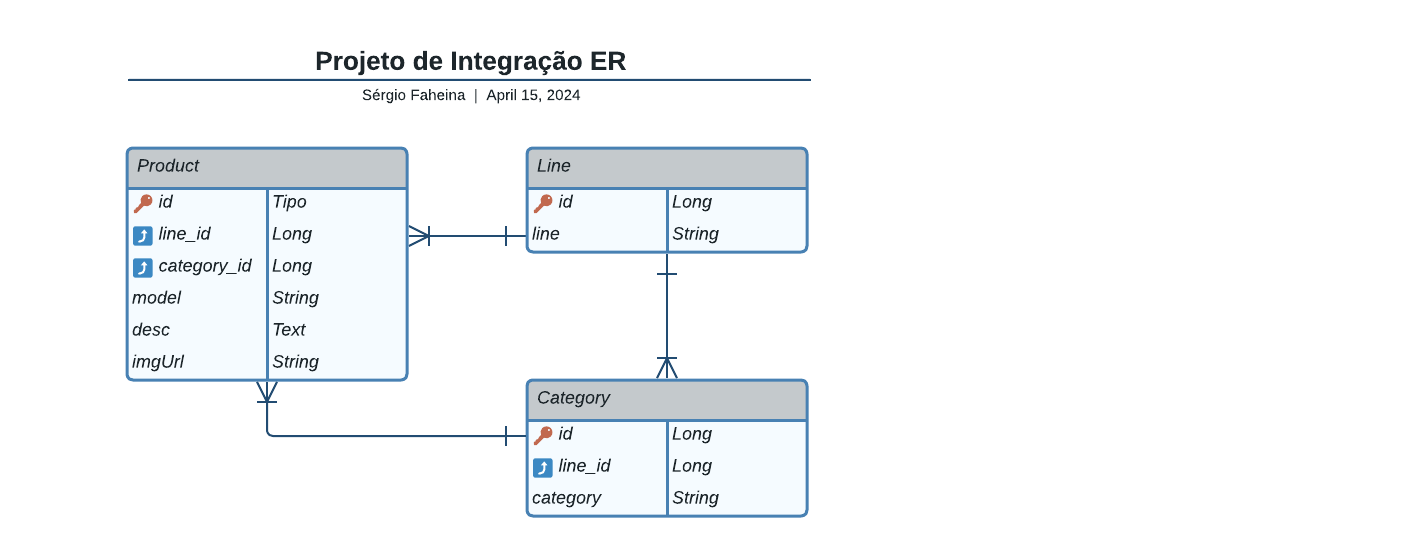 Projeto de Integração ER
Sérgio Faheina | April 15, 2024
Product
id Tipo
line_id Long
category_id Long
model String
desc Text
imgUrl String
Line
id Long
line String
Category
id Long
line_id Long
category String